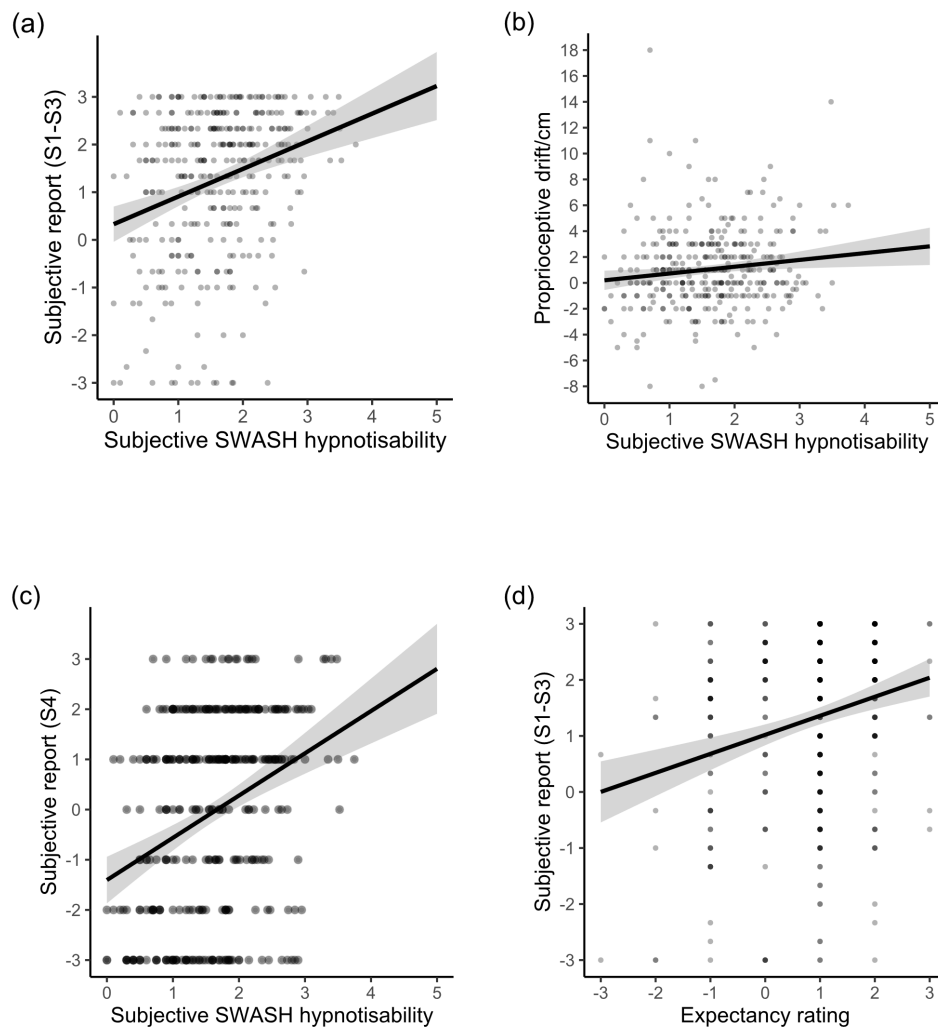 (a)
Subjective report (S1-S3)
3
2
1
0
-1
-2
-3
0 1 2 3 4 5
Subjective SWASH hypnotisability
(b)
Proprioceptive drift/cm
18
16
14
12
10
8
6
4
2
0
-2
-4
-6
-8
0 1 2 3 4 5
Subjective SWASH hypnotisability
(c)
Subjective report (S4)
3
2
1
0
-1
-2
-3
0 1 2 3 4 5
Subjective SWASH hypnotisability
(d)
Subjective report (S1-S3)
3
2
1
0
-1
-2
-3
-3 -2 -1 0 1 2 3
Expectancy rating